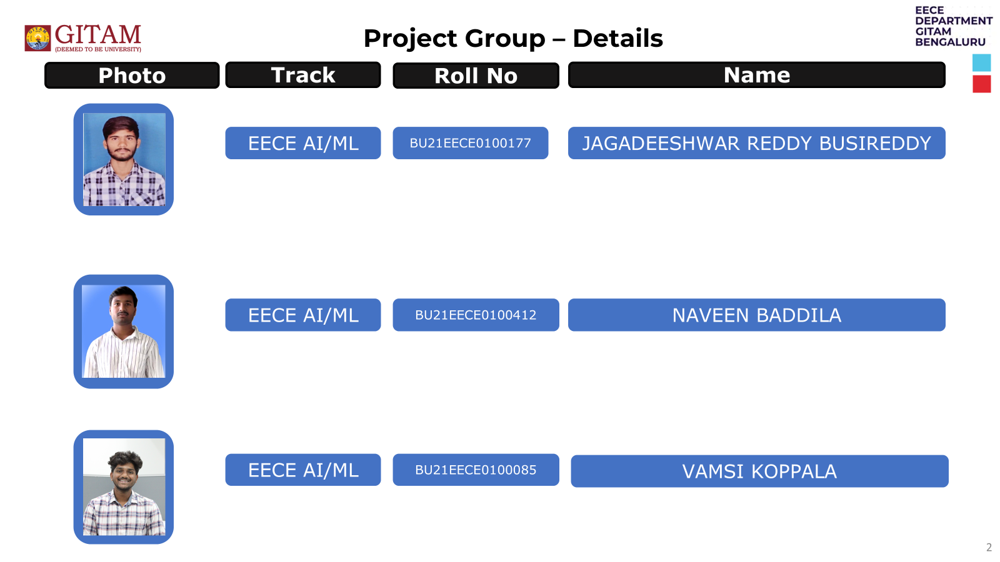 GITAM
(DEEMED TO BE UNIVERSITY)
Project Group – Details
EECE
DEPARTMENT
GITAM
BENGALURU
Photo Track Roll No Name
EECE AI/ML BU21EECE0100177 JAGADEESHWAR REDDY BUSIREDDY
EECE AI/ML BU21EECE0100412 NAVEEN BADDILA
EECE AI/ML BU21EECE0100085 VAMSI KOPPALA
2